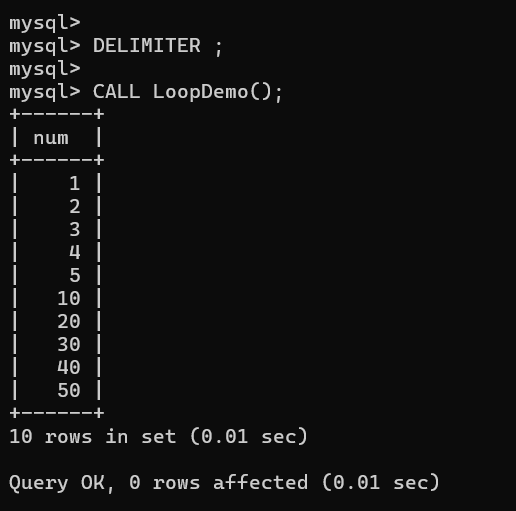 mysql>
mysql> DELIMITER ;
mysql>
mysql> CALL LoopDemo();
+------+
| num  |
+------+
|    1 |
|    2 |
|    3 |
|    4 |
|    5 |
|   10 |
|   20 |
|   30 |
|   40 |
|   50 |
+------+
10 rows in set (0.01 sec)

Query OK, 0 rows affected (0.01 sec)